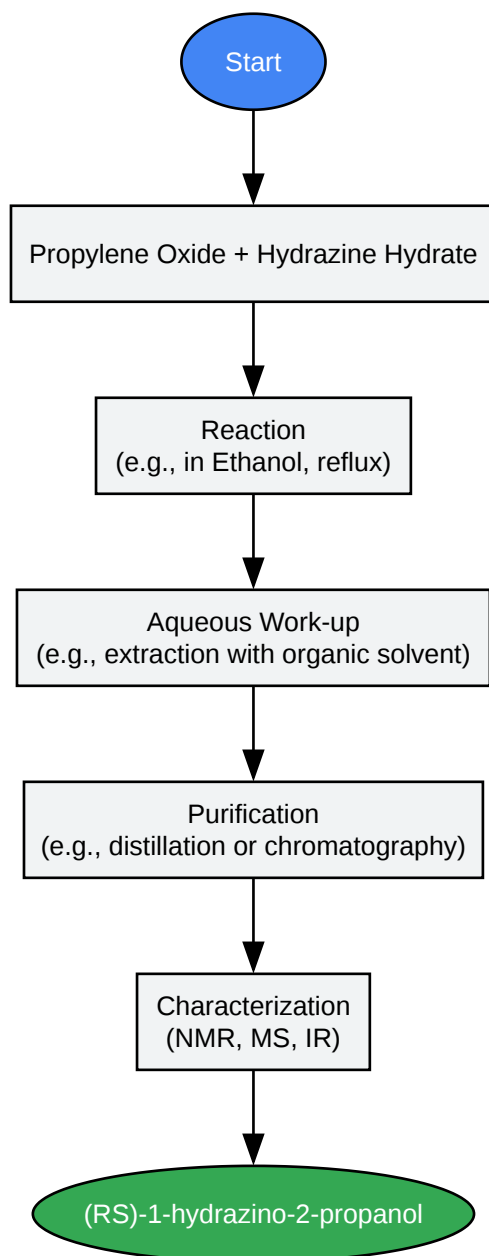 Start
Propylene Oxide + Hydrazine Hydrate
Reaction
(e.g., in Ethanol, reflux)
Aqueous Work-up
(e.g., extraction with organic solvent)
Purification
(e.g., distillation or chromatography)
Characterization
(NMR, MS, IR)
(RS)-1-hydrazino-2-propanol